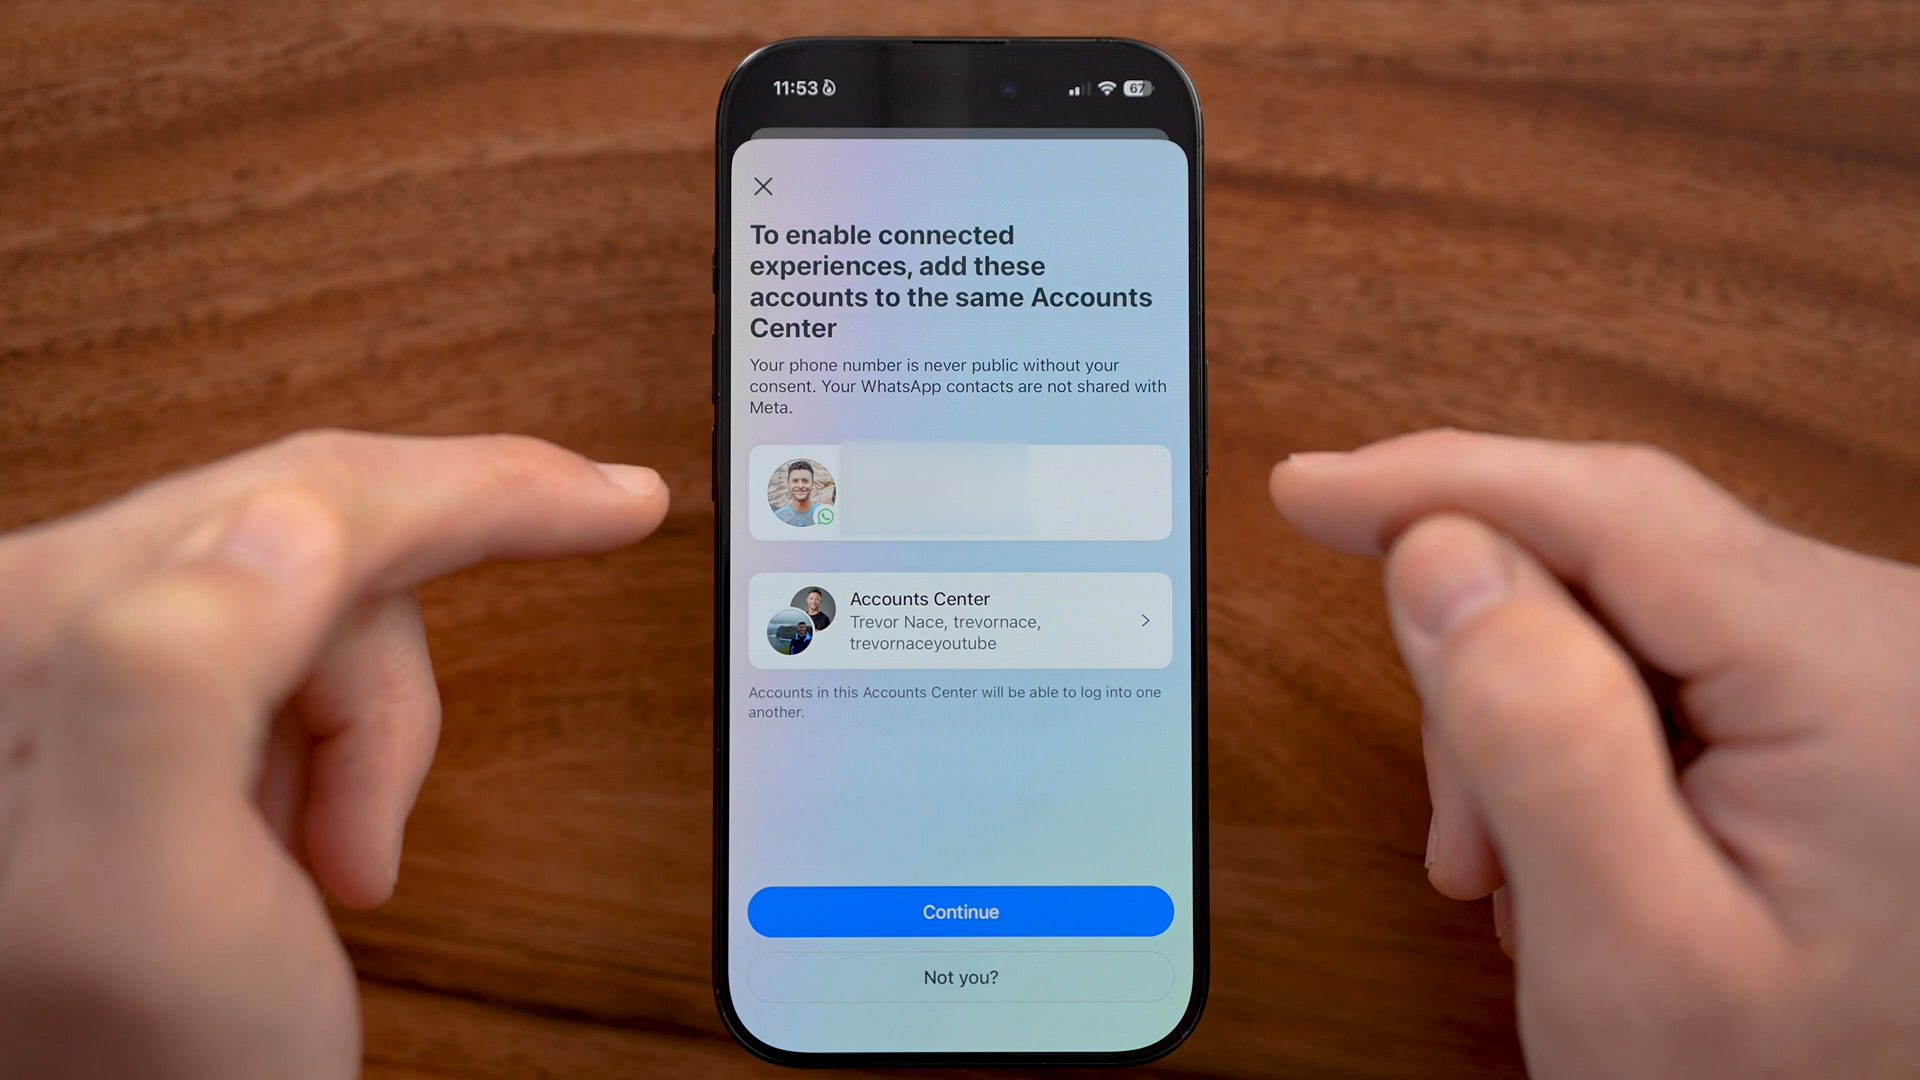 11:53
67
To enable connected
experiences, add these
accounts to the same Accounts
Center
Your phone number is never public without your
consent. Your WhatsApp contacts are not shared with
Meta.
Accounts Center
Trevor Nace, trevornace,
trevornaceyoutube
Accounts in this Accounts Center will be able to log into one
another.
Continue
Not you?